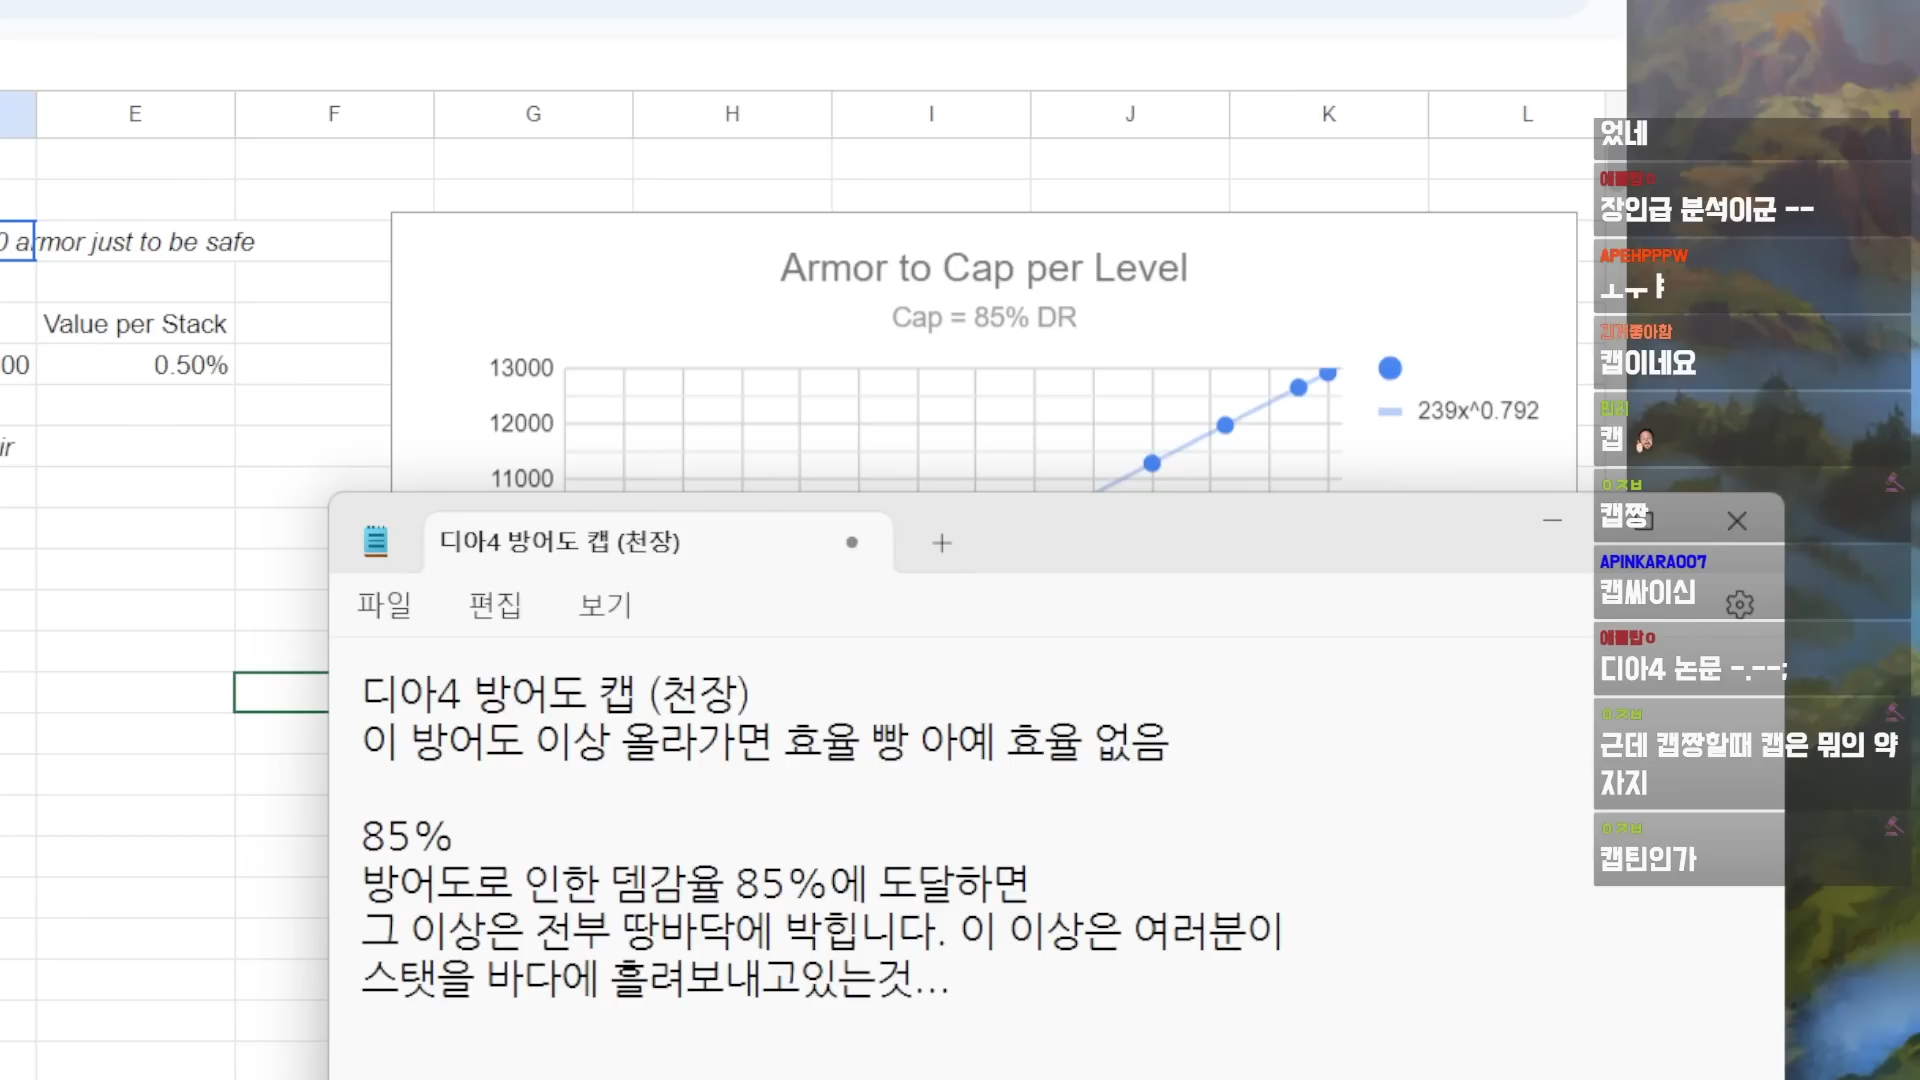 E F G H I J K L
0 armor just to be safe
Value per Stack
00 0.50%
ir
Armor to Cap per Level
Cap = 85% DR
13000
12000
11000
239x^0.792
디아4 방어도 캡 (천장)
파일 편집 보기
디아4 방어도 캡 (천장)
이 방어도 이상 올라가면 효율 빵 아예 효율 없음
85%
방어도로 인한 뎀감율 85%에 도달하면
그 이상은 전부 땅바닥에 박힙니다. 이 이상은 여러분이
스탯을 바다에 흘려보내고있는것...
었네
장인급 분석이군 --
APEHPPPW
ㅗㅜㅑ
캡이네요
캡
ㅇㅈㅂ
캡짱
APINKARA007
캡싸이신
에플탑o
디아4 논문 -.--;
ㅇㅈㅂ
근데 캡짱할때 캡은 뭐의 약
자지
ㅇㅈㅂ
캡틴인가